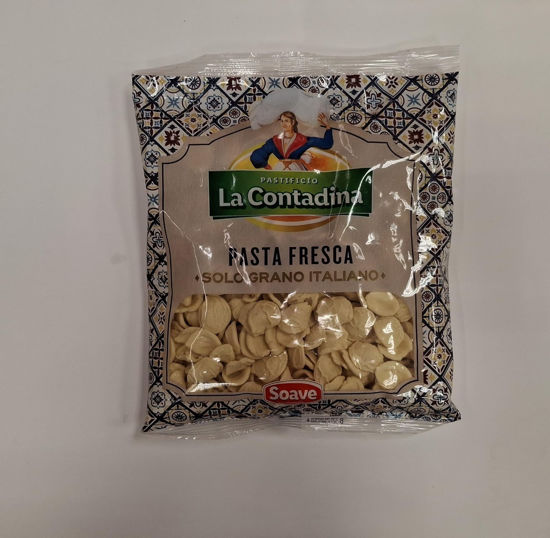 PASTIFICIO
La Contadina
PASTA FRESCA
SOLO GRANO ITALIANO
Soave